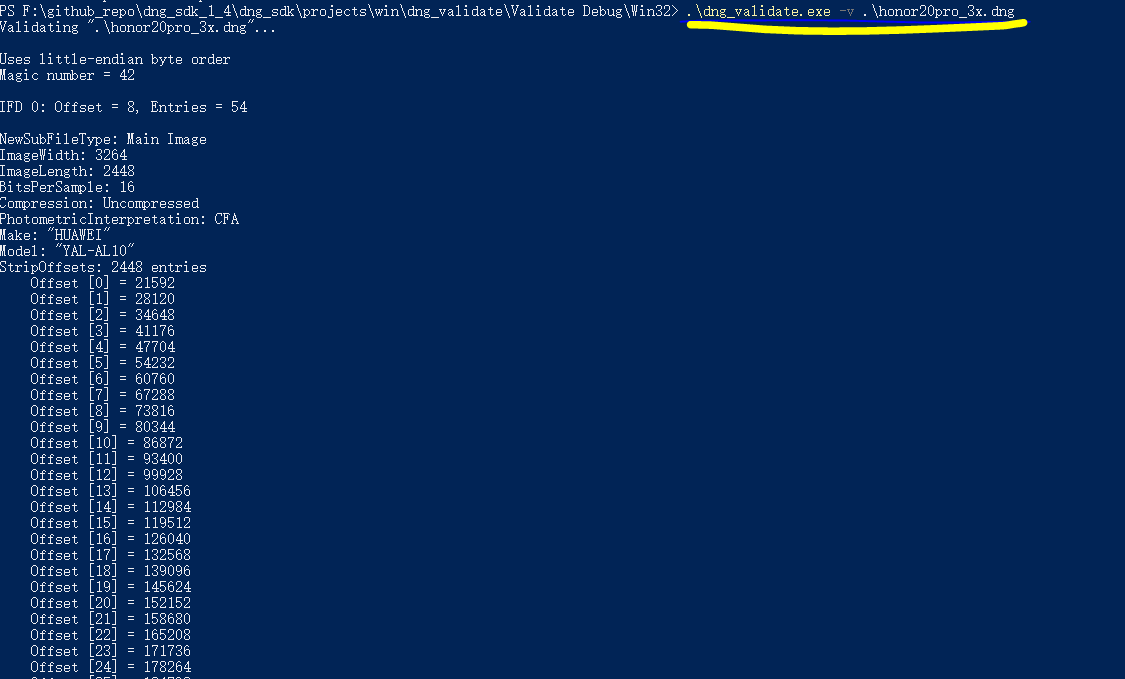 PS F:\github_repo\dng_sdk_1_4\dng_sdk\projects\win\dng_validate\Validate Debug\Win32> .\dng_validate.exe -v .\honor20pro_3x.dng
Validating ".\honor20pro_3x.dng"...
Uses little-endian byte order
Magic number = 42
IFD 0: Offset = 8, Entries = 54
NewSubFileType: Main Image
ImageWidth: 3264
ImageLength: 2448
BitsPerSample: 16
Compression: Uncompressed
PhotometricInterpretation: CFA
Make: "HUAWEI"
Model: "YAL-AL10"
StripOffsets: 2448 entries
Offset [0] = 21592
Offset [1] = 28120
Offset [2] = 34648
Offset [3] = 41176
Offset [4] = 47704
Offset [5] = 54232
Offset [6] = 60760
Offset [7] = 67288
Offset [8] = 73816
Offset [9] = 80344
Offset [10] = 86872
Offset [11] = 93400
Offset [12] = 99928
Offset [13] = 106456
Offset [14] = 112984
Offset [15] = 119512
Offset [16] = 126040
Offset [17] = 132568
Offset [18] = 139096
Offset [19] = 145624
Offset [20] = 152152
Offset [21] = 158680
Offset [22] = 165208
Offset [23] = 171736
Offset [24] = 178264